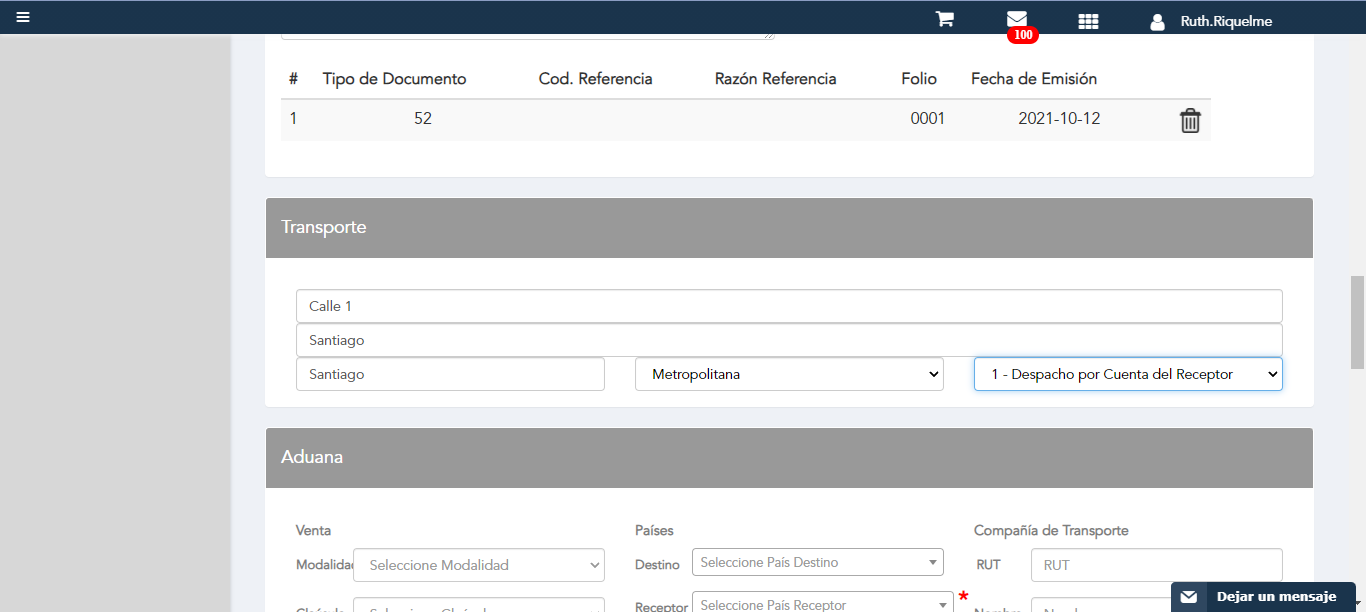 Ruth.Riquelme
100
# Tipo de Documento Cod. Referencia Razón Referencia Folio Fecha de Emisión
1 52 0001 2021-10-12
Transporte
Calle 1
Santiago
Santiago Metropolitana 1 - Despacho por Cuenta del Receptor
Aduana
Venta Países Compañía de Transporte
Modalidad Seleccione Modalidad Destino Seleccione País Destino RUT RUT
Receptor Seleccione País Receptor *
Dejar un mensaje